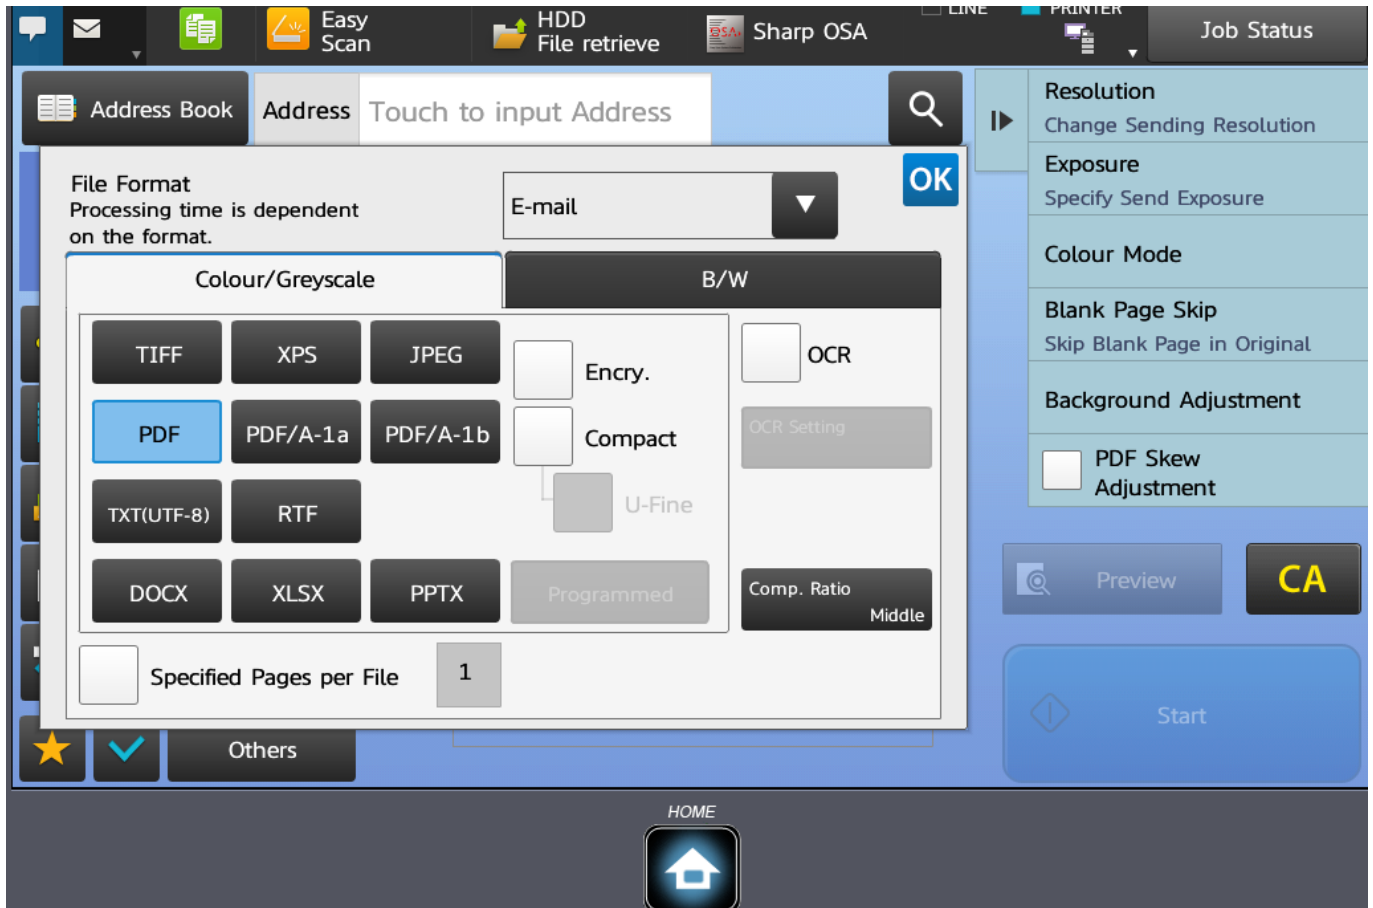 Easy
Scan
HDD
File retrieve
OSA
Sharp OSA
LINE
PRINTER
Job Status
Address Book
Address
Touch to input Address
Resolution
Change Sending Resolution
Exposure
Specify Send Exposure
Colour Mode
Blank Page Skip
Skip Blank Page in Original
Background Adjustment
PDF Skew
Adjustment
File Format
Processing time is dependent
on the format.
E-mail
OK
Colour/Greyscale
B/W
TIFF
XPS
JPEG
Encry.
OCR
PDF
PDF/A-1a
PDF/A-1b
Compact
OCR Setting
TXT(UTF-8)
RTF
U-Fine
DOCX
XLSX
PPTX
Programmed
Comp. Ratio
Middle
Specified Pages per File
1
Preview
CA
Start
Others
HOME